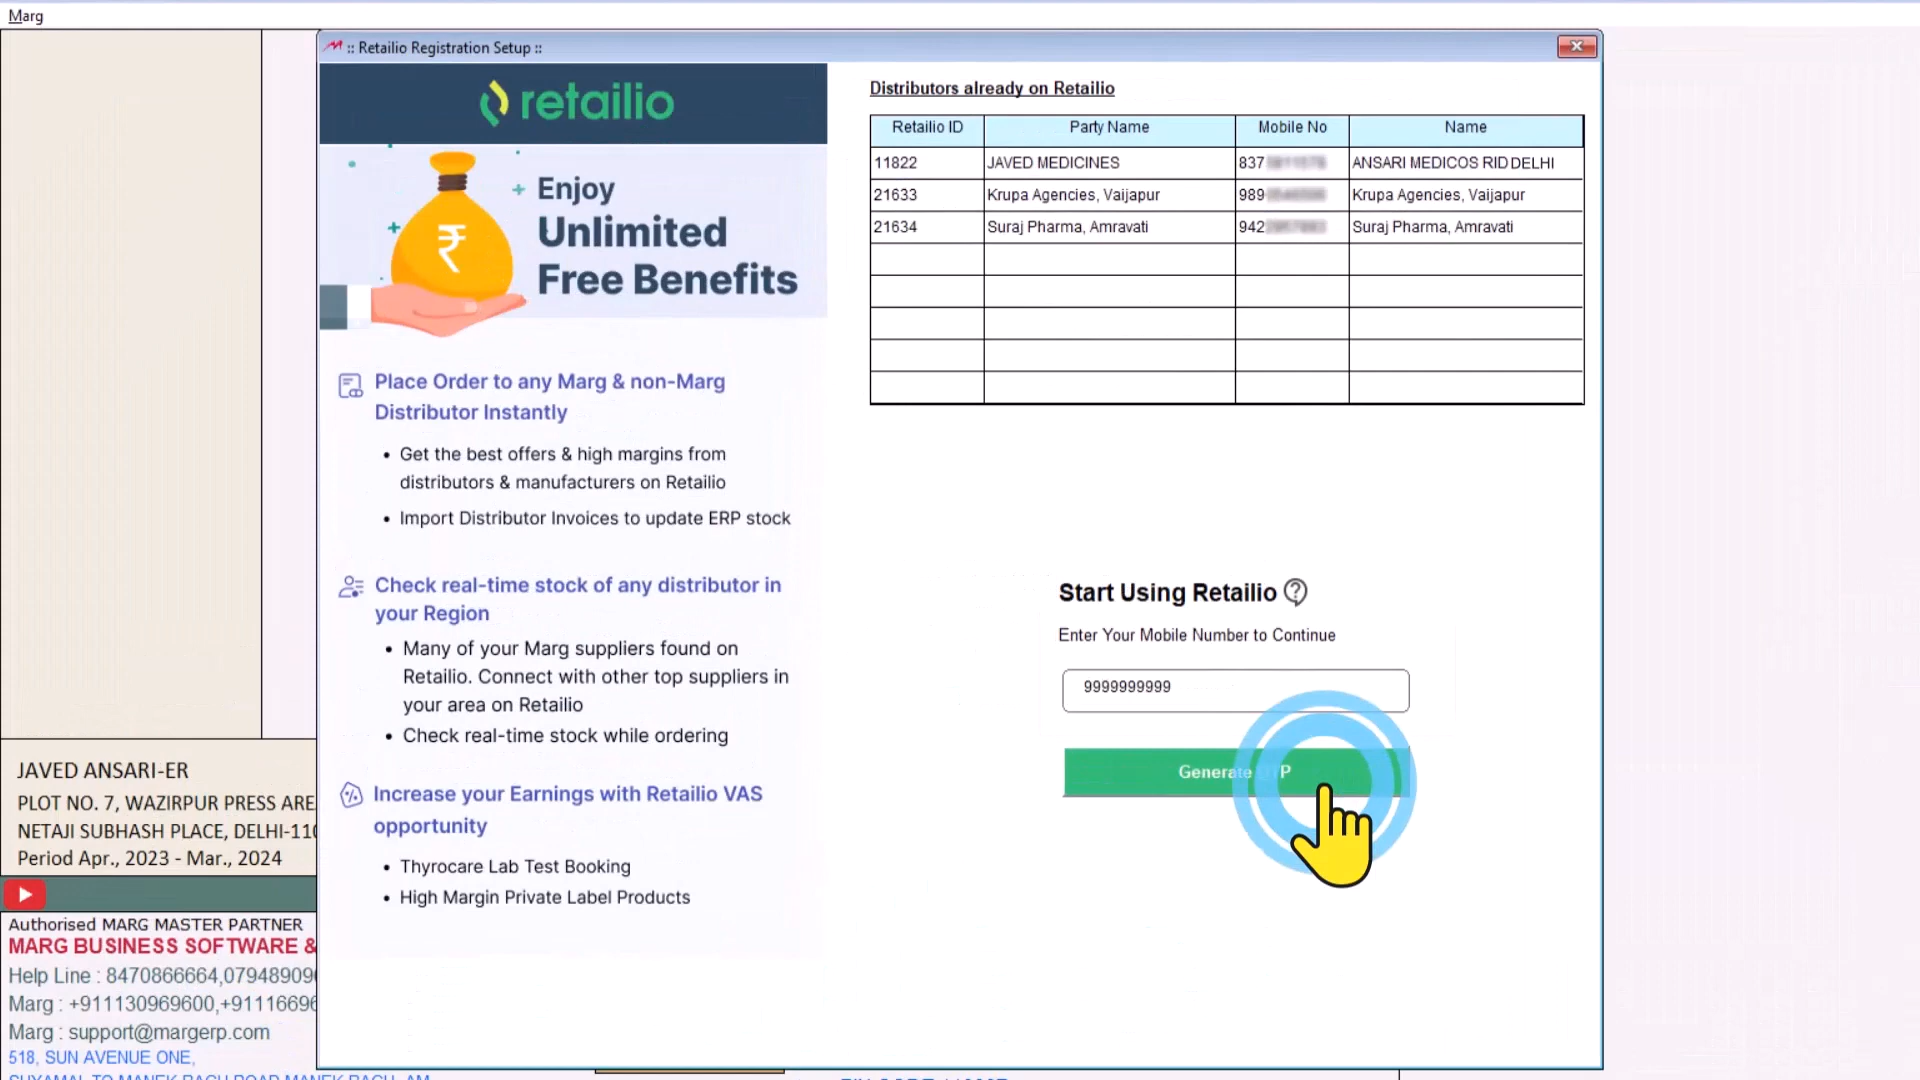 Marg
:: Retailio Registration Setup ::
retailio
Enjoy
Unlimited
Free Benefits
Place Order to any Marg & non-Marg
Distributor Instantly
• Get the best offers & high margins from
distributors & manufacturers on Retailio
• Import Distributor Invoices to update ERP stock
Check real-time stock of any distributor in
your Region
• Many of your Marg suppliers found on
Retailio. Connect with other top suppliers in
your area on Retailio
• Check real-time stock while ordering
Increase your Earnings with Retailio VAS
opportunity
• Thyrocare Lab Test Booking
• High Margin Private Label Products
Distributors already on Retailio
Retailio ID Party Name Mobile No Name
11822 JAVED MEDICINES 837 ANSARI MEDICOS RID DELHI
21633 Krupa Agencies, Vaijapur 989 Krupa Agencies, Vaijapur
21634 Suraj Pharma, Amravati 942 Suraj Pharma, Amravati
Start Using Retailio
Enter Your Mobile Number to Continue
9999999999
Generate OTP
JAVED ANSARI-ER
PLOT NO. 7, WAZIRPUR PRESS ARE
NETAJI SUBHASH PLACE, DELHI-110
Period Apr., 2023 - Mar., 2024
Authorised MARG MASTER PARTNER
MARG BUSINESS SOFTWARE &
Help Line : 8470866664,079489096
Marg : +911130969600,+91116696
Marg : support@margerp.com
518, SUN AVENUE ONE,